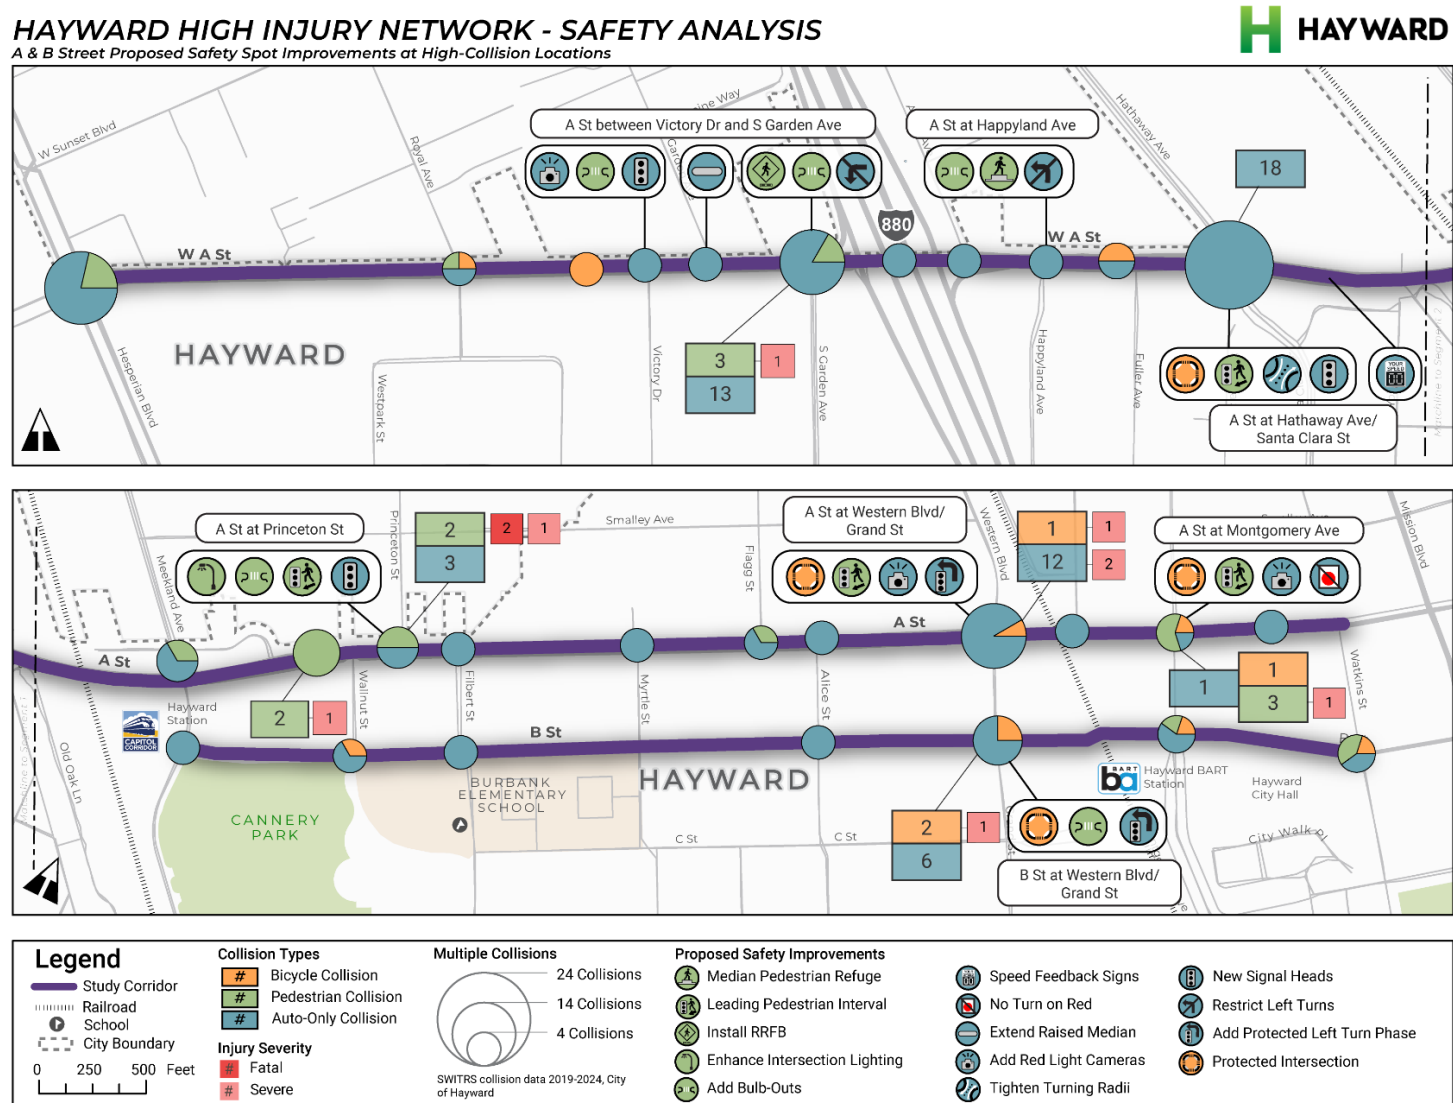 HAYWARD HIGH INJURY NETWORK - SAFETY ANALYSIS
A & B Street Proposed Safety Spot Improvements at High-Collision Locations
HAYWARD
W Sunset Blvd
Royal Ave
Hathaway Ave
A St between Victory Dr and S Garden Ave
A St at Happyland Ave
18
880
W A St
W A St
HAYWARD
Hesperian Blvd
Westpark St
Victory Dr
S Garden Ave
Happyland Ave
Fuller Ave
3
1
13
YOUR
SPEED
00
A St at Hathaway Ave/
Santa Clara St
A St at Princeton St
Princeton St
2
2
1
3
Smalley Ave
Flagg St
A St at Western Blvd/
Grand St
Western Blvd
1
1
12
2
A St at Montgomery Ave
Mission Blvd
Meekland Ave
A St
A St
Hayward
Station
CAPITOL
CORRIDOR
2
1
Walnut St
Filbert St
Myrtle St
Alice St
Watkins St
1
1
3
1
B St
Old Oak Ln
BURBANK
ELEMENTARY
SCHOOL
HAYWARD
CANNERY
PARK
BART
ba
Hayward BART
Station
Hayward
City Hall
C St
C St
City Walk Pl
2
1
6
B St at Western Blvd/
Grand St
Legend
Study Corridor
Railroad
School
City Boundary
0 250 500 Feet
Collision Types
# Bicycle Collision
# Pedestrian Collision
# Auto-Only Collision
Injury Severity
# Fatal
# Severe
Multiple Collisions
24 Collisions
14 Collisions
4 Collisions
SWITRS collision data 2019-2024, City
of Hayward
Proposed Safety Improvements
Median Pedestrian Refuge
Leading Pedestrian Interval
Install RRFB
Enhance Intersection Lighting
Add Bulb-Outs
Speed Feedback Signs
No Turn on Red
Extend Raised Median
Add Red Light Cameras
Tighten Turning Radii
New Signal Heads
Restrict Left Turns
Add Protected Left Turn Phase
Protected Intersection